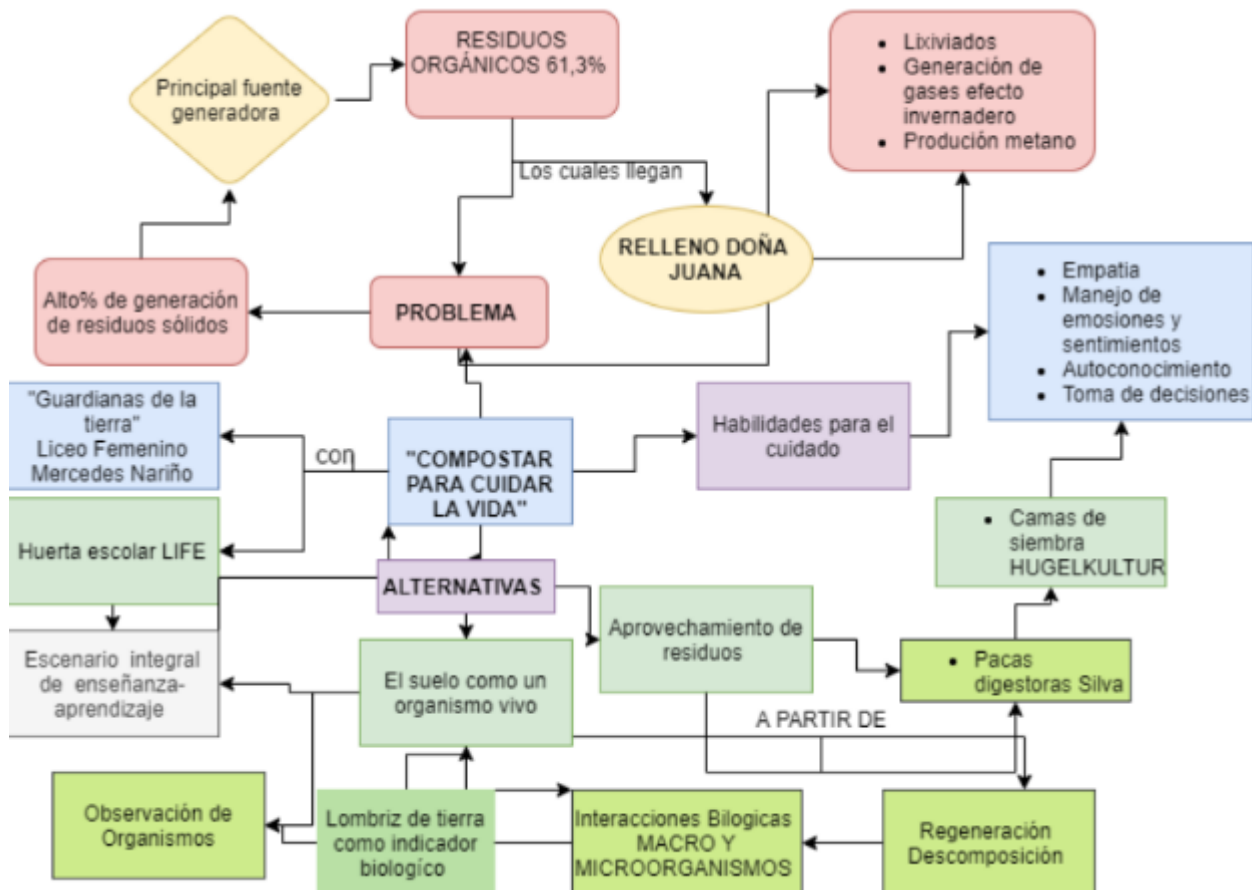 RESIDUOS
ORGÁNICOS 61,3%
• Lixiviados
• Generación de
gases efecto
invernadero
• Produción metano
Principal fuente
generadora
Los cuales llegan
RELLENO DOÑA
JUANA
Alto% de generación
de residuos sólidos
PROBLEMA
• Empatia
• Manejo de
emosiones y
sentimientos
• Autoconocimiento
• Toma de decisiones
"Guardianas de la
tierra"
Liceo Femenino
Mercedes Nariño
con
"COMPOSTAR
PARA CUIDAR
LA VIDA"
Habilidades para el
cuidado
Huerta escolar LIFE
• Camas de
siembra
HUGELKULTUR
ALTERNATIVAS
Escenario integral
de enseñanza-
aprendizaje
El suelo como un
organismo vivo
Aprovechamiento de
residuos
• Pacas
digestoras Silva
A PARTIR DE
Observación de
Organismos
Lombriz de tierra
como indicador
biologíco
Interacciones Bilogicas
MACRO Y
MICROORGANISMOS
Regeneración
Descomposición